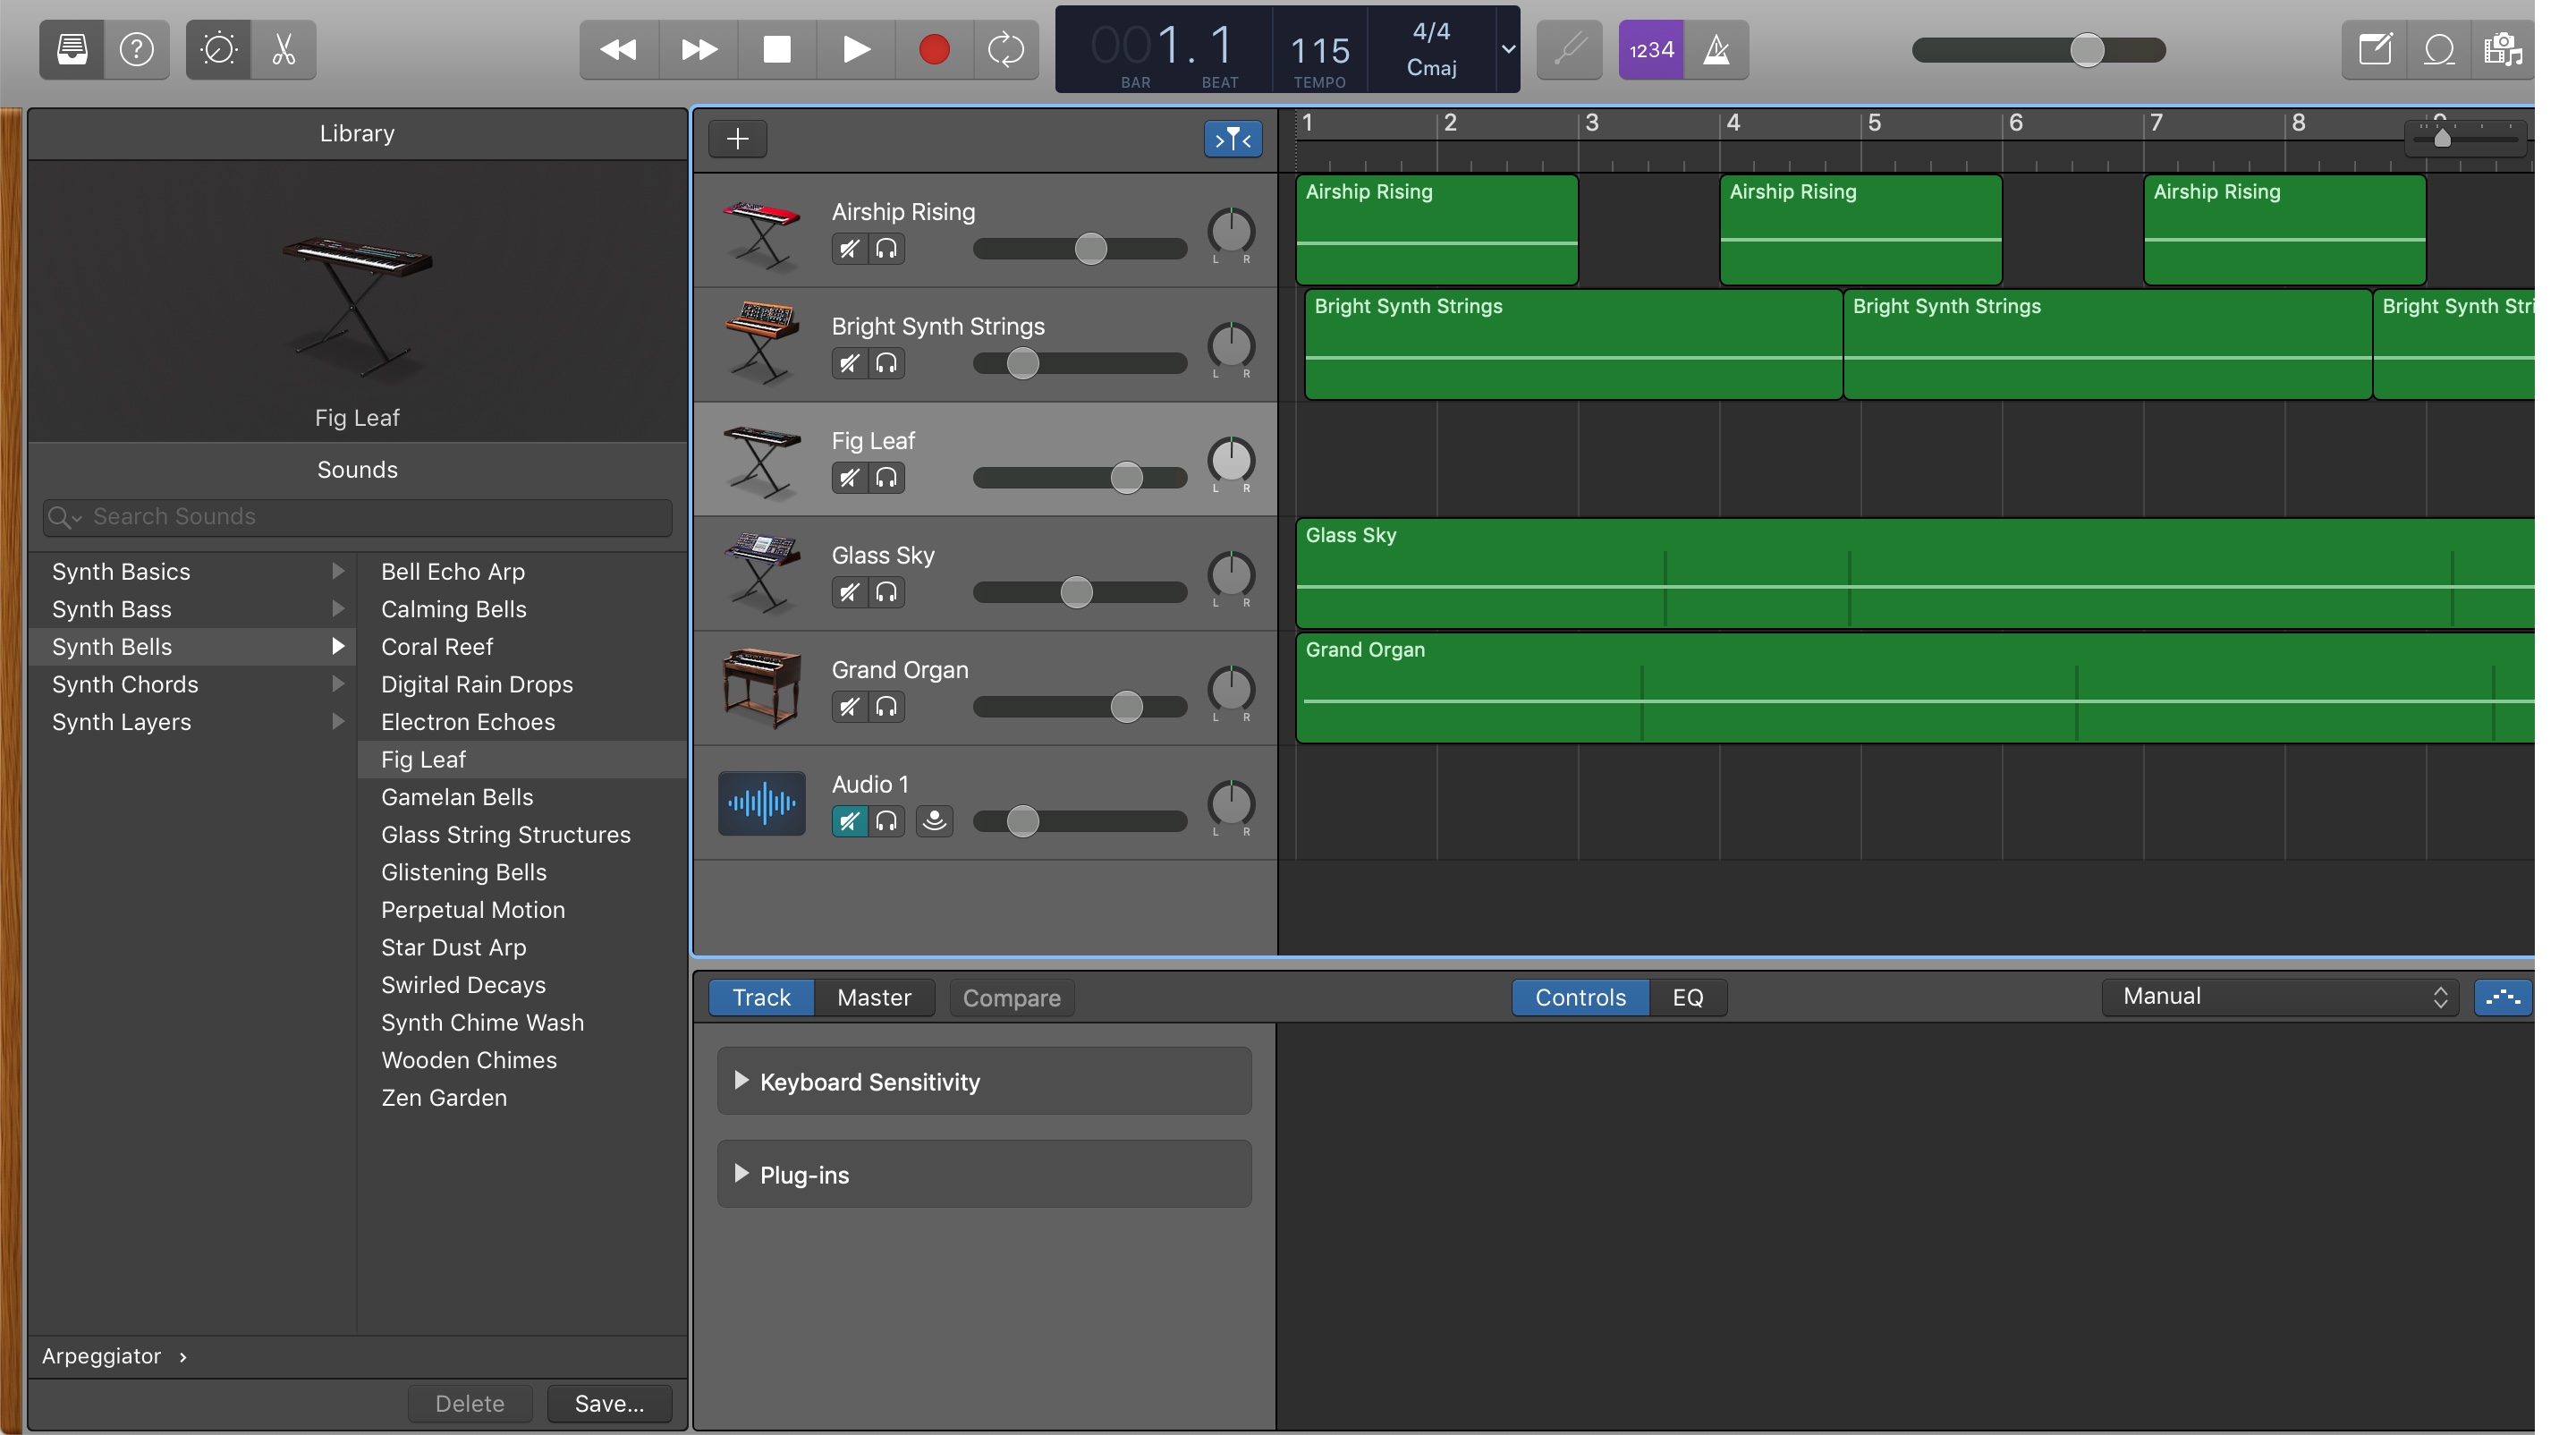 001.1
BAR BEAT
115
TEMPO
4/4
Cmaj
1234
Library
Fig Leaf
Sounds
Search Sounds
Synth Basics
Synth Bass
Synth Bells
Synth Chords
Synth Layers
Bell Echo Arp
Calming Bells
Coral Reef
Digital Rain Drops
Electron Echoes
Fig Leaf
Gamelan Bells
Glass String Structures
Glistening Bells
Perpetual Motion
Star Dust Arp
Swirled Decays
Synth Chime Wash
Wooden Chimes
Zen Garden
Arpeggiator
Delete Save...
1 2 3 4 5 6 7 8
Airship Rising
L R
Airship Rising Airship Rising Airship Rising
Bright Synth Strings
L R
Bright Synth Strings Bright Synth Strings Bright Synth Stri
Fig Leaf
L R
Glass Sky
L R
Glass Sky
Grand Organ
L R
Grand Organ
Audio 1
L R
Track Master Compare Controls EQ Manual
Keyboard Sensitivity
Plug-ins